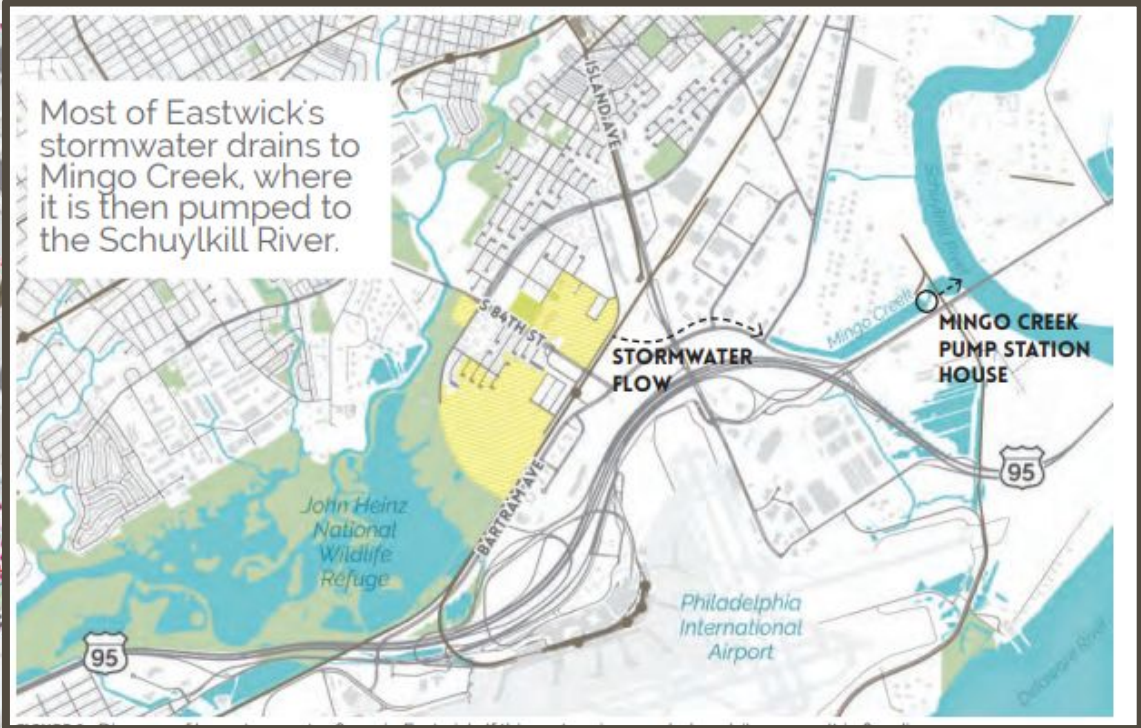 Most of Eastwick's
stormwater drains to
Mingo Creek, where
it is then pumped to
the Schuylkill River.
ISLAND AVE
Schuylkill River
S 84TH ST
Mingo Creek
MINGO CREEK
PUMP STATION
HOUSE
STORMWATER
FLOW
95
BARTRAM AVE
John Heinz
National
Wildlife
Refuge
Philadelphia
International
Airport
95
Delaware River